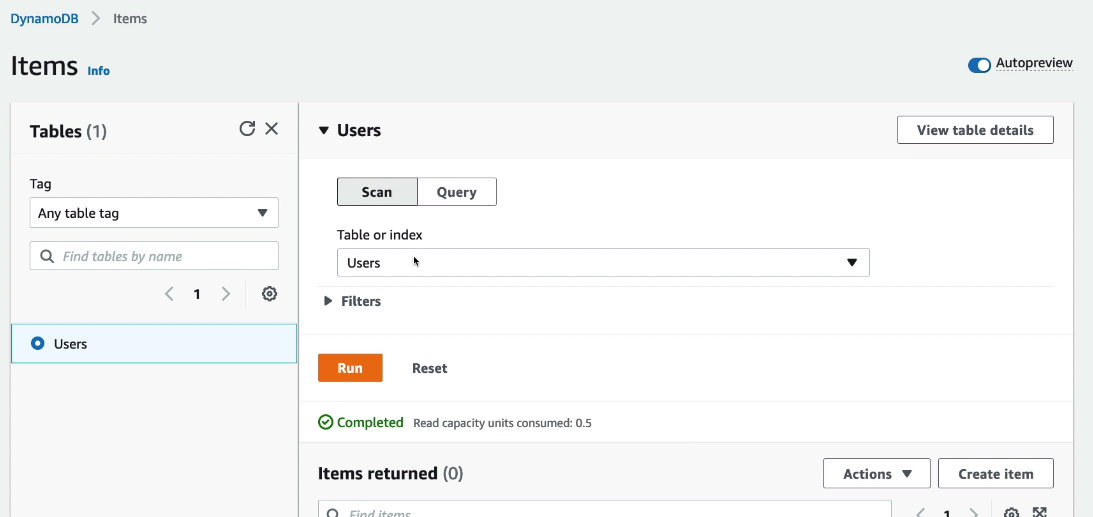 DynamoDB > Items
Items Info
Autopreview
Tables (1)
Tag
Any table tag
Find tables by name
1
Users
Users
View table details
Scan Query
Table or index
Users
Filters
Run Reset
Completed Read capacity units consumed: 0.5
Items returned (0)
Actions
Create item
Find items
1